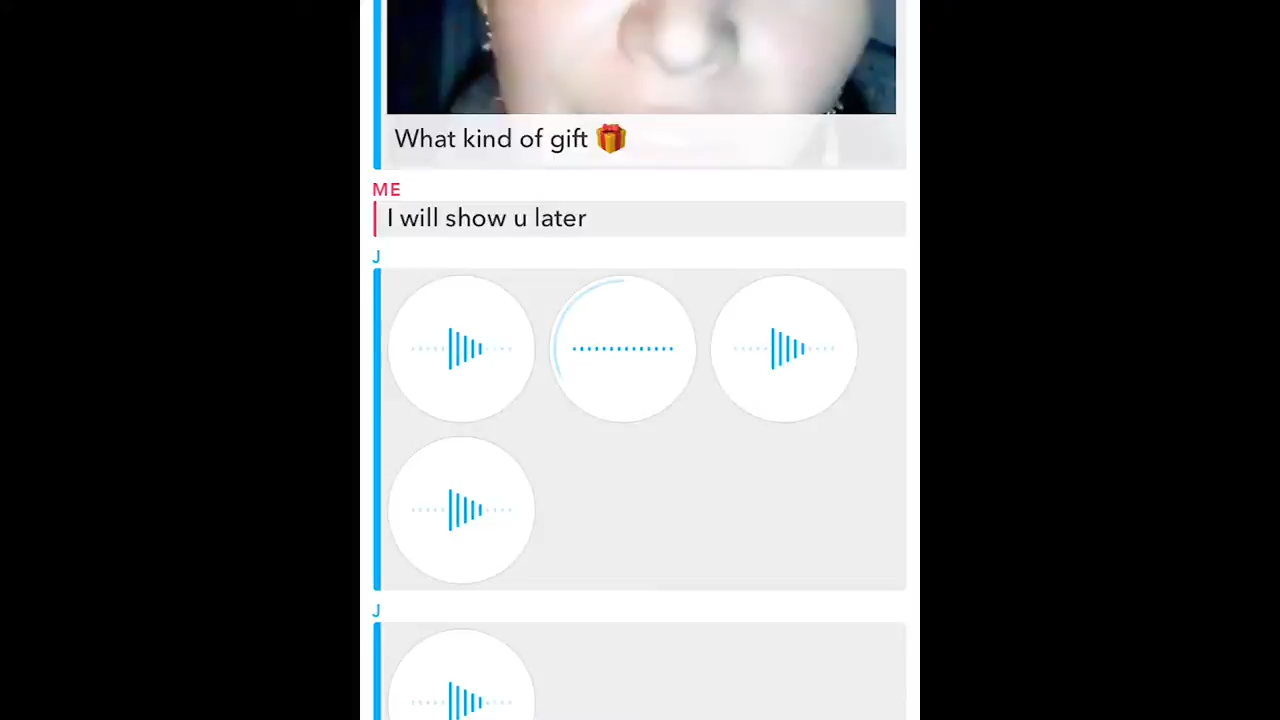 What kind of gift 🎁
ME
I will show u later
J
J